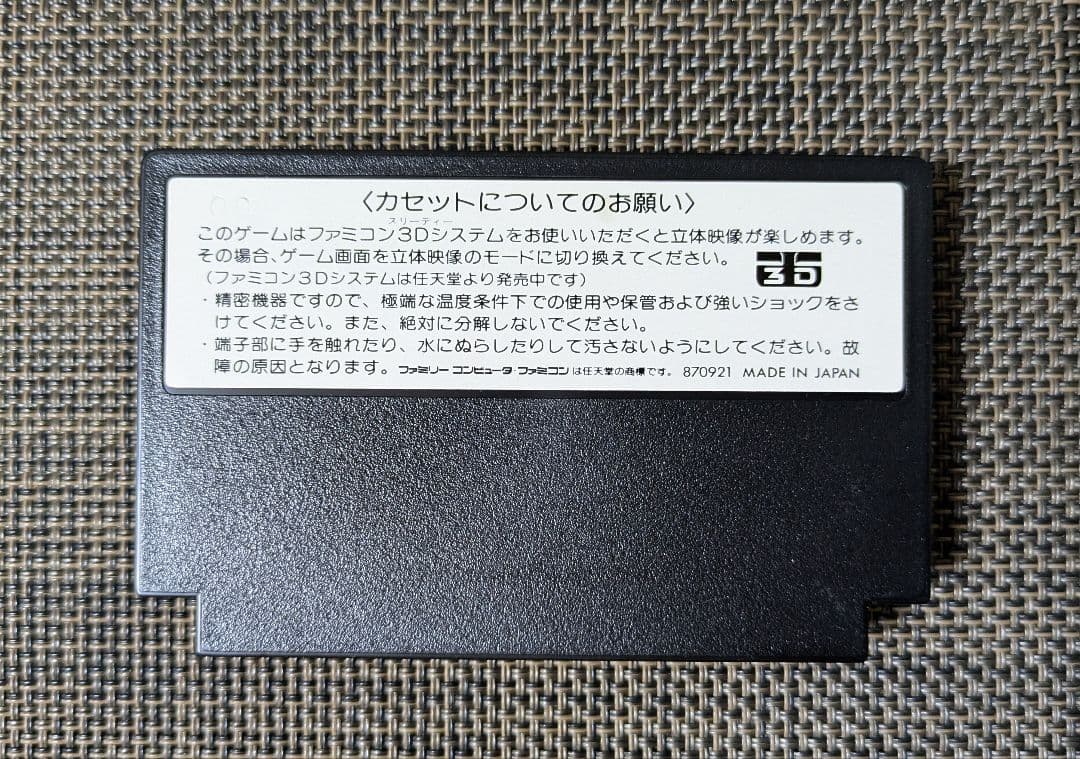 〈カセットについてのお願い〉
スリーディー
このゲームはファミコン3Dシステムをお使いいただくと立体映像が楽しめます。
その場合、ゲーム画面を立体映像のモードに切り換えてください。
3D
(ファミコン3Dシステムは任天堂より発売中です)
・精密機器ですので、極端な温度条件下での使用や保管および強いショックをさ
けてください。また、絶対に分解しないでください。
・端子部に手を触れたり、水にぬらしたりして汚さないようにしてください。故
障の原因となります。ファミリーコンピュータ・ファミコンは任天堂の商標です。 870921 MADE IN JAPAN